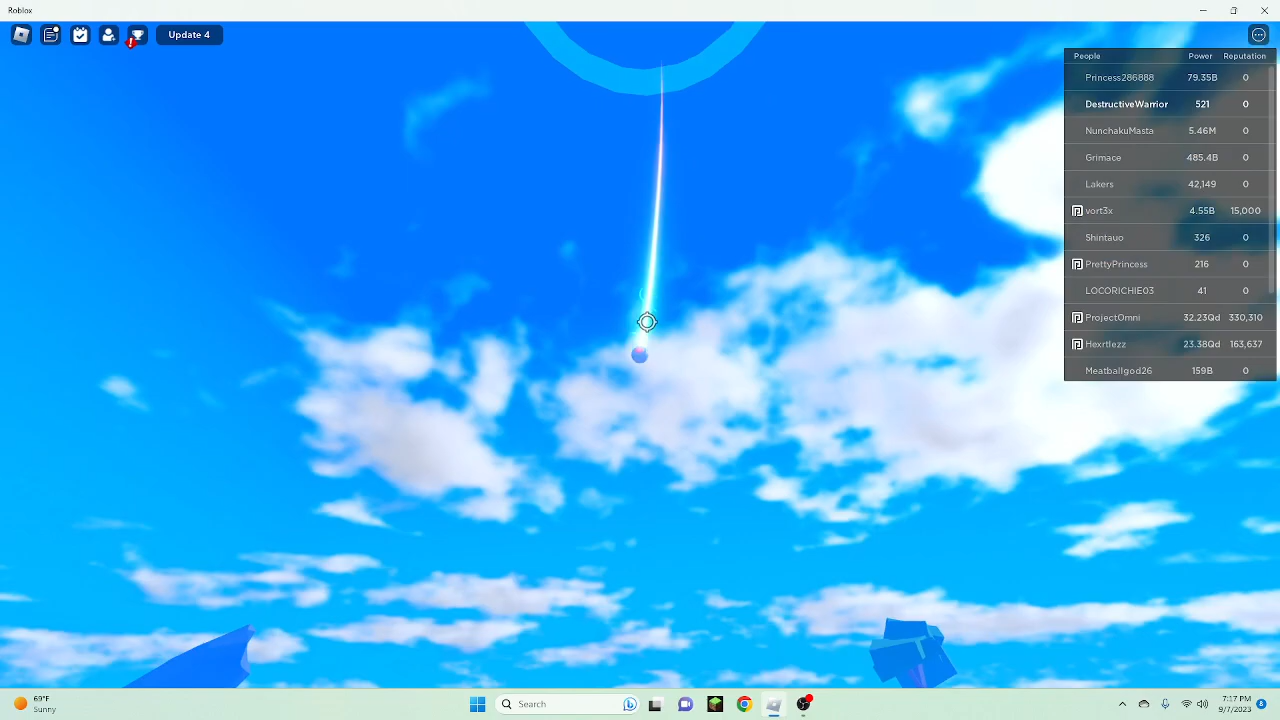 Roblox
Update 4
People Power Reputation
Princess286888 79.35B 0
DestructiveWarrior 521 0
NunchakuMasta 5.46M 0
Grimace 485.4B 0
Lakers 42,149 0
vort3x 4.55B 15,000
Shintauo 326 0
PrettyPrincess 216 0
LOCORICHIE03 41 0
ProjectOmni 32.23Qd 330,310
Hexrtlezz 23.38Qd 163,637
Meatballgod26 159B 0
69°F
Sunny
Search
7:17 PM
9/7/2023